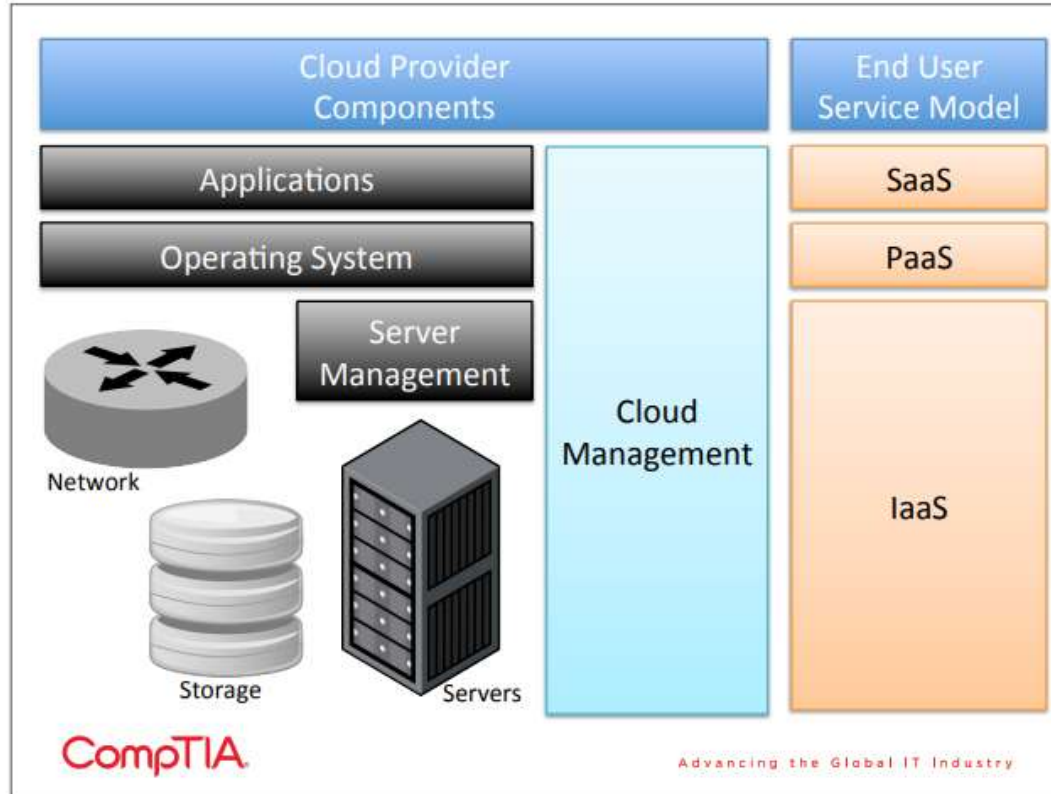 Cloud Provider
Components
End User
Service Model
Applications
SaaS
Operating System
PaaS
Server
Management
Network
Storage
Servers
Cloud
Management
IaaS
CompTIA.
Advancing the Global IT Industry